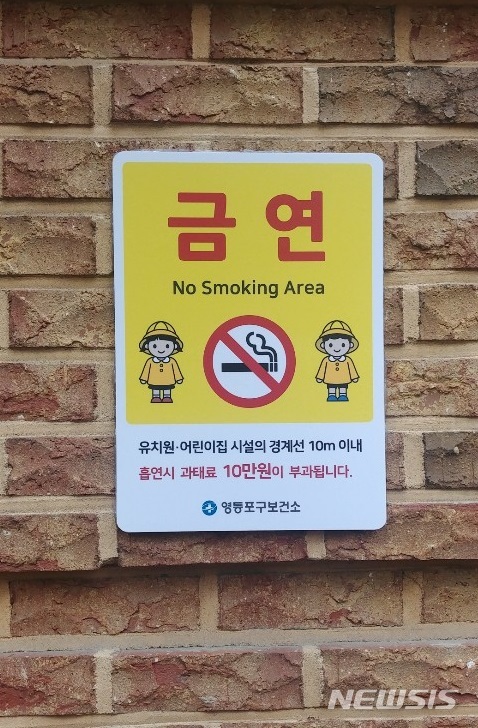 금연
No Smoking Area
유치원·어린이집 시설의 경계선 10m 이내
흡연시 과태료 10만원이 부과됩니다.
영등포구보건소
NEWSIS